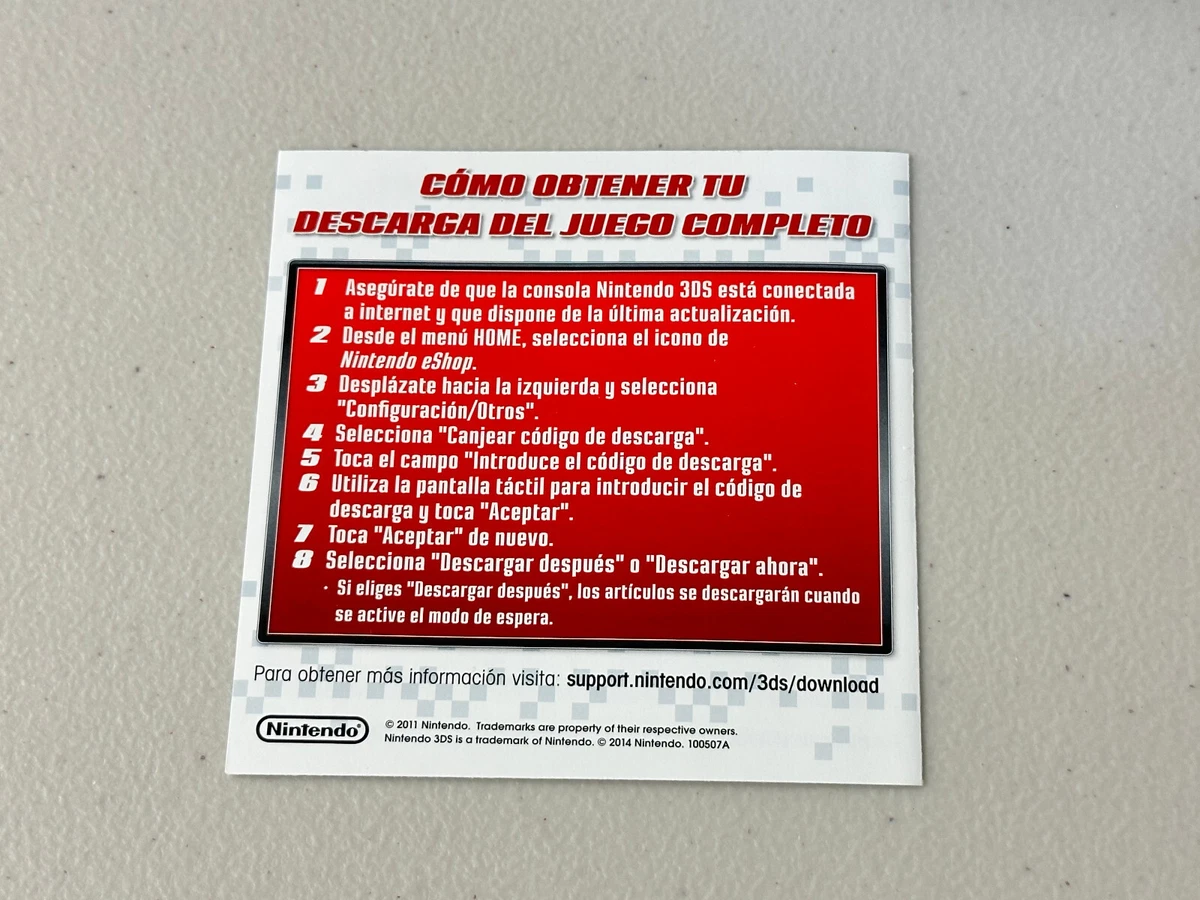 CÓMO OBTENER TU
DESCARGA DEL JUEGO COMPLETO
1 Asegúrate de que la consola Nintendo 3DS está conectada
a internet y que dispone de la última actualización.
2 Desde el menú HOME, selecciona el icono de
Nintendo eShop.
3 Desplázate hacia la izquierda y selecciona
"Configuración/Otros".
4 Selecciona "Canjear código de descarga".
5 Toca el campo "Introduce el código de descarga".
6 Utiliza la pantalla táctil para introducir el código de
descarga y toca "Aceptar".
7 Toca "Aceptar" de nuevo.
8 Selecciona "Descargar después" o "Descargar ahora".
· Si eliges "Descargar después", los artículos se descargarán cuando
se active el modo de espera.
Para obtener más información visita: support.nintendo.com/3ds/download
Nintendo®
© 2011 Nintendo. Trademarks are property of their respective owners.
Nintendo 3DS is a trademark of Nintendo. © 2014 Nintendo. 100507A